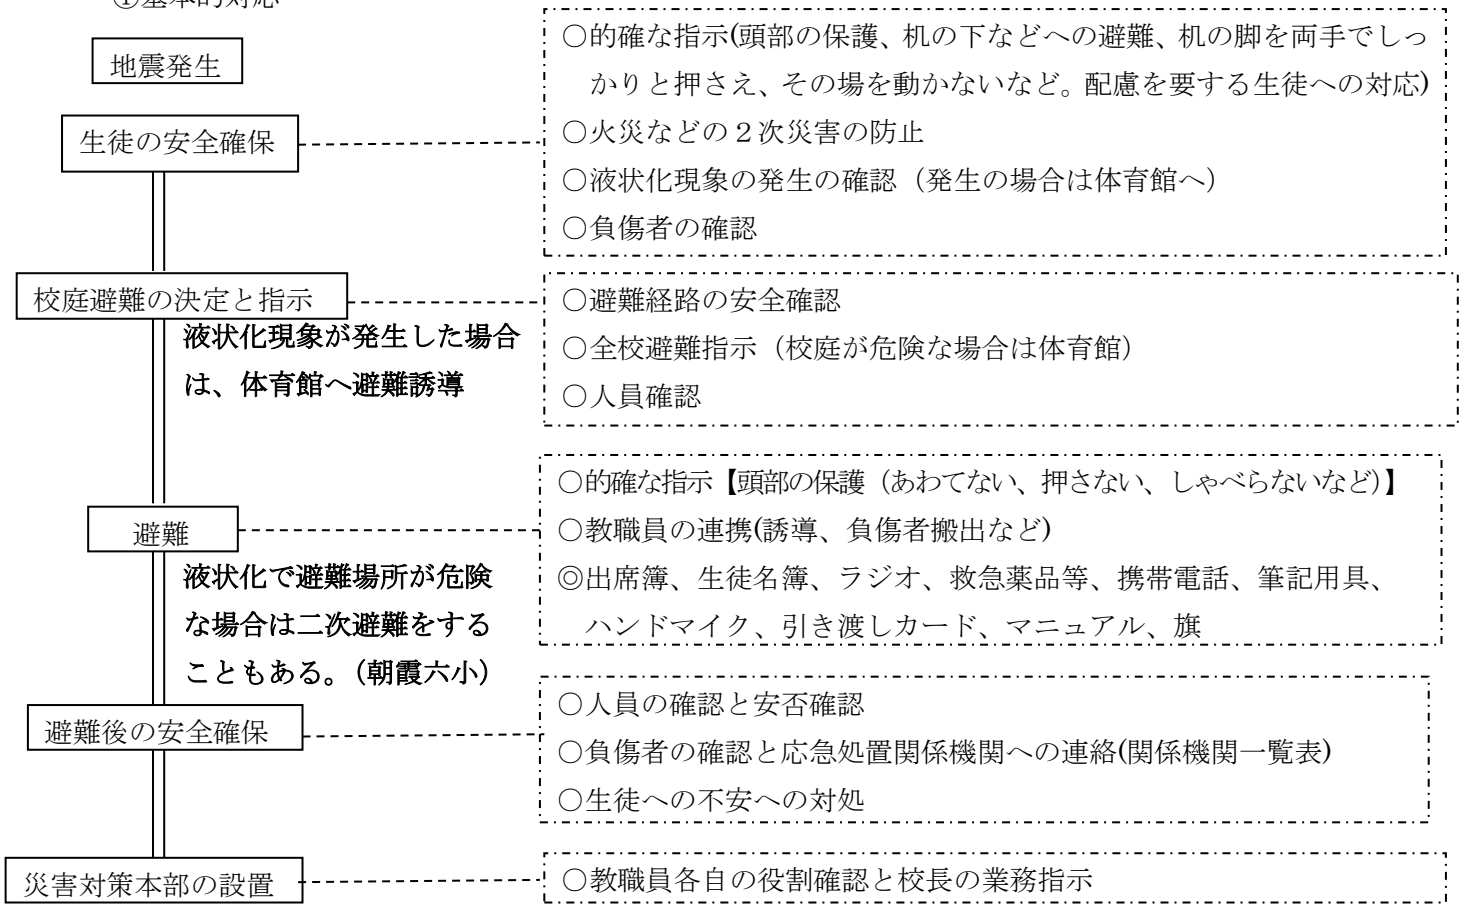 ①基本的対応
地震発生
生徒の安全確保
○的確な指示(頭部の保護、机の下などへの避難、机の脚を両手でしっ
かりと押さえ、その場を動かないなど。配慮を要する生徒への対応)
○火災などの２次災害の防止
○液状化現象の発生の確認（発生の場合は体育館へ）
○負傷者の確認
校庭避難の決定と指示
液状化現象が発生した場合
は、体育館へ避難誘導
○避難経路の安全確認
○全校避難指示（校庭が危険な場合は体育館）
○人員確認
避難
液状化で避難場所が危険
な場合は二次避難をする
こともある。（朝霞六小）
○的確な指示【頭部の保護（あわてない、押さない、しゃべらないなど）】
○教職員の連携(誘導、負傷者搬出など)
◎出席簿、生徒名簿、ラジオ、救急薬品等、携帯電話、筆記用具、
ハンドマイク、引き渡しカード、マニュアル、旗
避難後の安全確保
○人員の確認と安否確認
○負傷者の確認と応急処置関係機関への連絡(関係機関一覧表)
○生徒への不安への対処
災害対策本部の設置
○教職員各自の役割確認と校長の業務指示